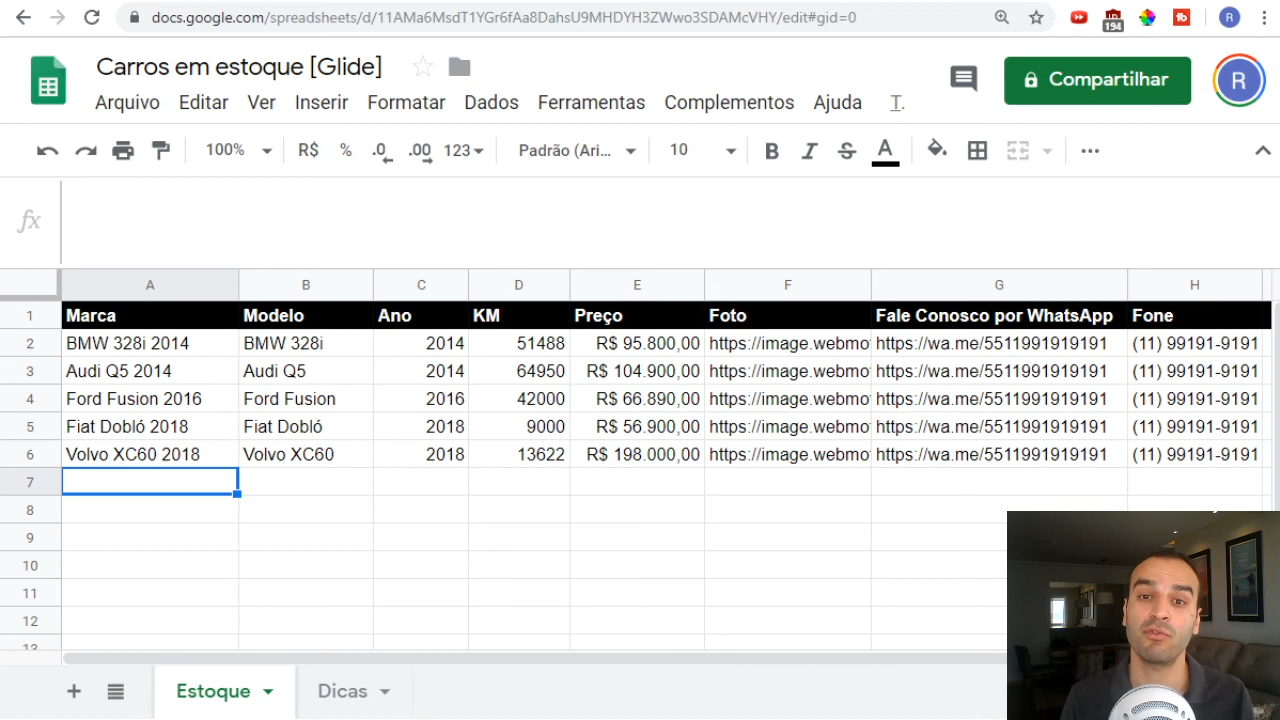 docs.google.com/spreadsheets/d/11AMa6MsdT1YGr6fAa8DahsU9MHDYH3ZWwo3SDAMcVHY/edit#gid=0
194
R
Carros em estoque [Glide]
Compartilhar
R
Arquivo Editar Ver Inserir Formatar Dados Ferramentas Complementos Ajuda T.
100% R$ % .0 .00 123 Padrão (Ari... 10 B I S A
fx
A B C D E F G H
1 Marca Modelo Ano KM Preço Foto Fale Conosco por WhatsApp Fone
2 BMW 328i 2014 BMW 328i 2014 51488 R$ 95.800,00 https://image.webmo https://wa.me/5511991919191 (11) 99191-9191
3 Audi Q5 2014 Audi Q5 2014 64950 R$ 104.900,00 https://image.webmo https://wa.me/5511991919191 (11) 99191-9191
4 Ford Fusion 2016 Ford Fusion 2016 42000 R$ 66.890,00 https://image.webmo https://wa.me/5511991919191 (11) 99191-9191
5 Fiat Dobló 2018 Fiat Dobló 2018 9000 R$ 56.900,00 https://image.webmo https://wa.me/5511991919191 (11) 99191-9191
6 Volvo XC60 2018 Volvo XC60 2018 13622 R$ 198.000,00 https://image.webmo https://wa.me/5511991919191 (11) 99191-9191
7
8
9
10
11
12
13
Estoque Dicas